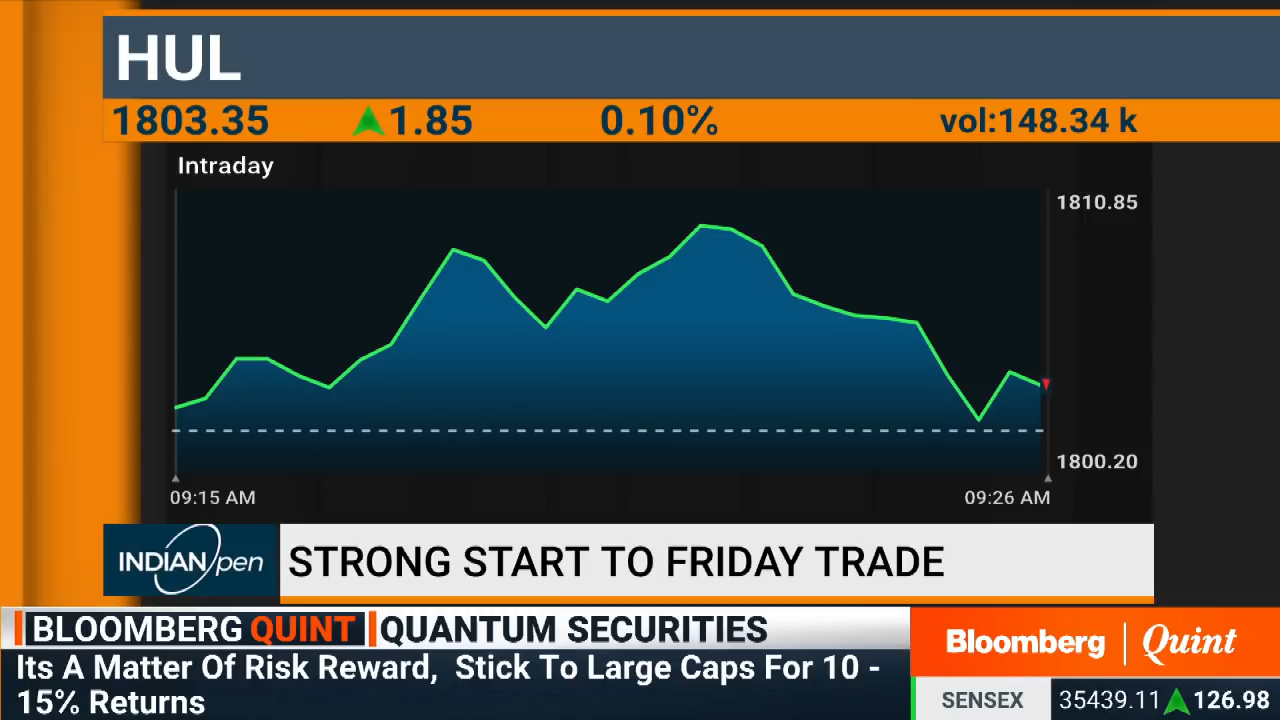 HUL
1803.35 1.85 0.10% vol:148.34 k
Intraday
1810.85
1800.20
09:15 AM 09:26 AM
INDIAN Open STRONG START TO FRIDAY TRADE
BLOOMBERG QUINT QUANTUM SECURITIES
Its A Matter Of Risk Reward, Stick To Large Caps For 10 -
15% Returns
Bloomberg | Quint
SENSEX 35439.11 126.98